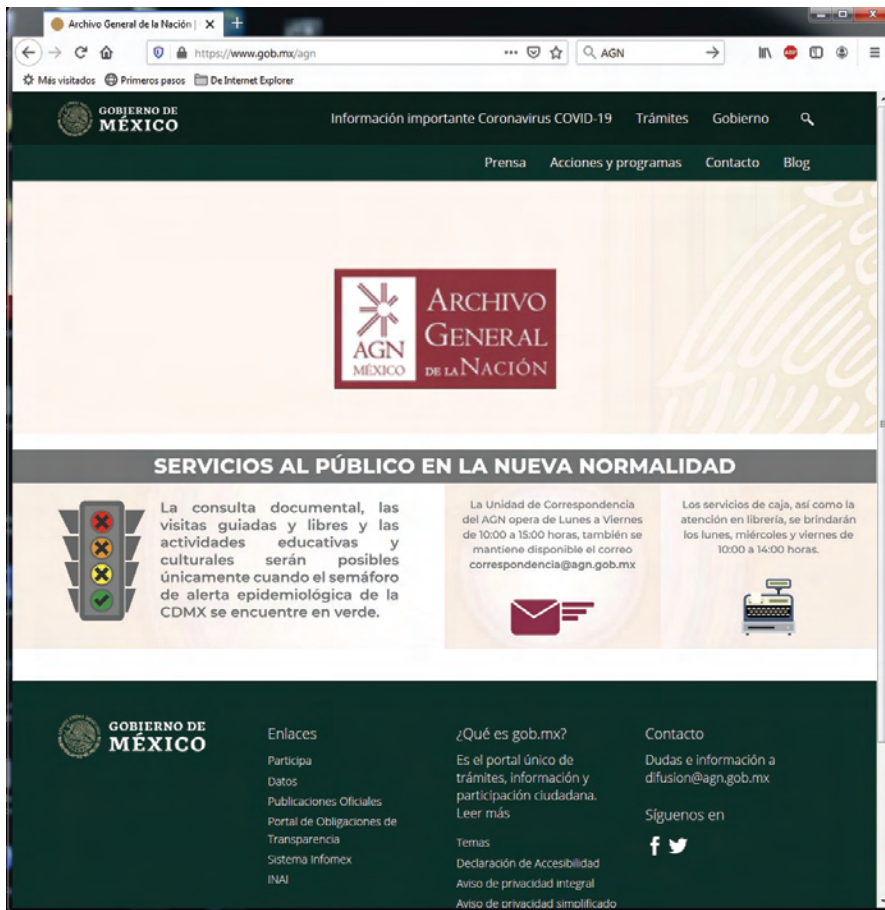 Archivo General de la Nación |
https://www.gob.mx/agn
AGN
Más visitados
Primeros pasos
De Internet Explorer
GOBIERNO DE
MÉXICO
Información importante Coronavirus COVID-19
Trámites
Gobierno
Prensa
Acciones y programas
Contacto
Blog
AGN
MÉXICO
ARCHIVO
GENERAL
DE LA NACIÓN
SERVICIOS AL PÚBLICO EN LA NUEVA NORMALIDAD
La consulta documental, las
visitas guiadas y libres y las
actividades educativas y
culturales serán posibles
únicamente cuando el semáforo
de alerta epidemiológica de la
CDMX se encuentre en verde.
La Unidad de Correspondencia
del AGN opera de Lunes a Viernes
de 10:00 a 15:00 horas, también se
mantiene disponible el correo
correspondencia@agn.gob.mx
Los servicios de caja, así como la
atención en librería, se brindarán
los lunes, miércoles y viernes de
10:00 a 14:00 horas.
GOBIERNO DE
MÉXICO
Enlaces
Participa
Datos
Publicaciones Oficiales
Portal de Obligaciones de
Transparencia
Sistema Infomex
INAI
¿Qué es gob.mx?
Es el portal único de
trámites, información y
participación ciudadana.
Leer más
Temas
Declaración de Accesibilidad
Aviso de privacidad integral
Aviso de privacidad simplificado
Contacto
Dudas e información a
difusion@agn.gob.mx
Síguenos en